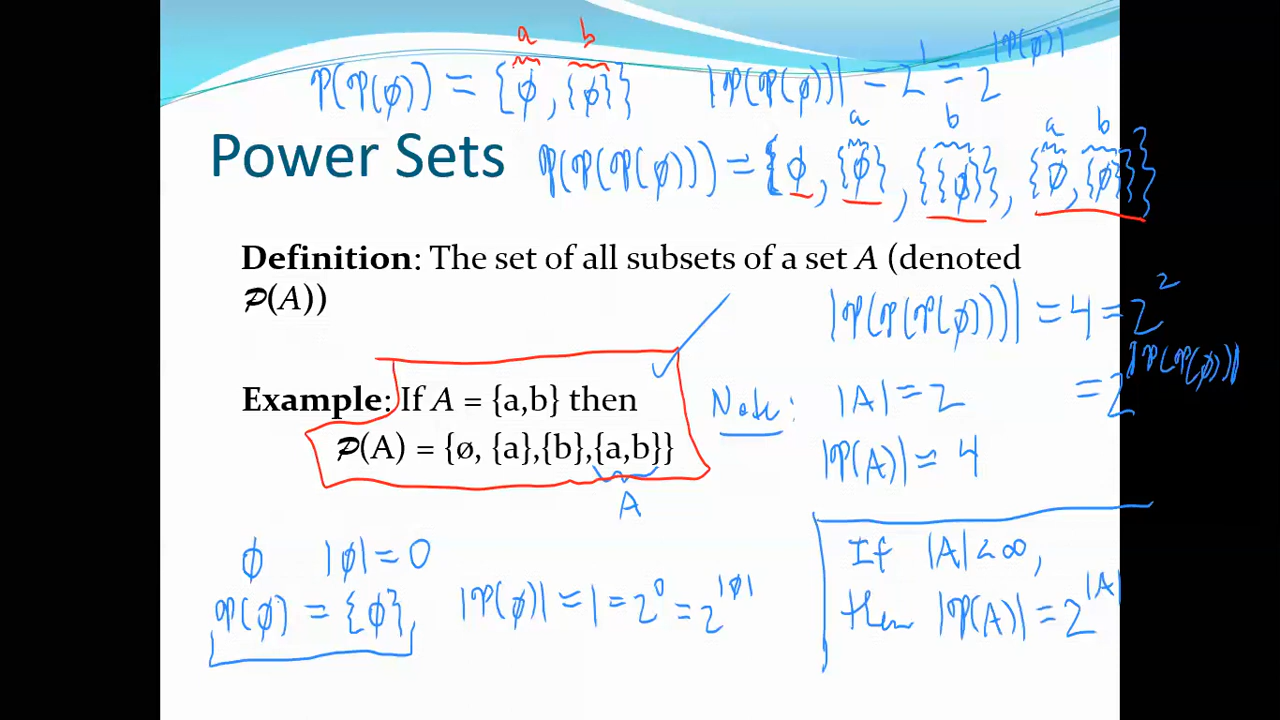 a b
𝒫(𝒫(ϕ)) = {ϕ, {ϕ}} |𝒫(𝒫(ϕ))| = 2^1 = 2^|𝒫(ϕ)|
a b a b
Power Sets 𝒫(𝒫(𝒫(ϕ))) = {ϕ, {ϕ}, {{ϕ}}, {ϕ, {ϕ}}}
Definition: The set of all subsets of a set A (denoted
𝒫(A))
|𝒫(𝒫(𝒫(ϕ)))| = 4 = 2^2
= 2^|𝒫(𝒫(ϕ))|
Example: If A = {a,b} then
𝒫(A) = {ø, {a},{b},{a,b}}
A
Note: |A| = 2
|𝒫(A)| = 4
ϕ |ϕ| = 0
𝒫(ϕ) = {ϕ}, |𝒫(ϕ)| = 1 = 2^0 = 2^|ϕ|
If |A| < ∞,
then |𝒫(A)| = 2^|A|